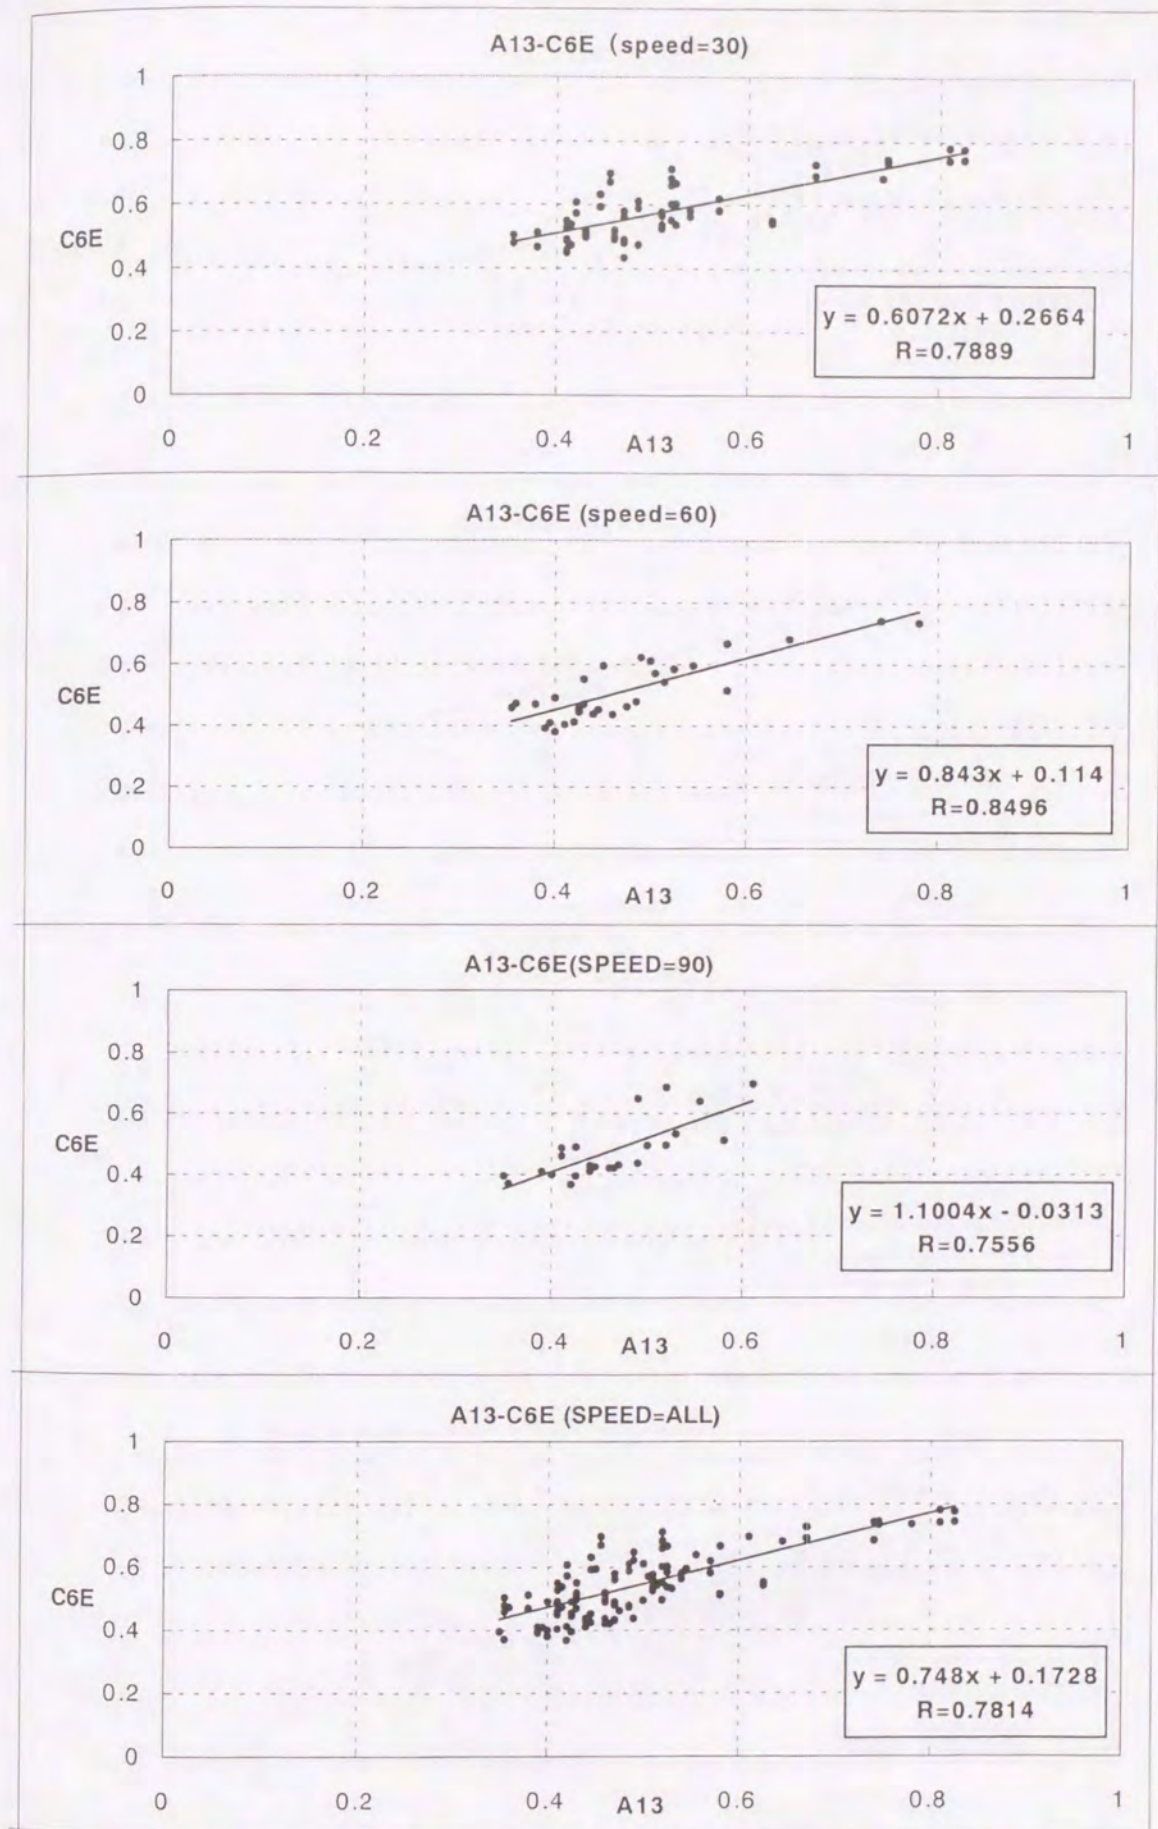 A13-C6E (speed=30)
1
0.8
0.6
C6E
0.4
0.2
0
y = 0.6072x + 0.2664
R=0.7889
0 0.2 0.4 A13 0.6 0.8 1
A13-C6E (speed=60)
1
0.8
0.6
C6E
0.4
0.2
0
y = 0.843x + 0.114
R=0.8496
0 0.2 0.4 A13 0.6 0.8 1
A13-C6E(SPEED=90)
1
0.8
0.6
C6E
0.4
0.2
0
y = 1.1004x - 0.0313
R=0.7556
0 0.2 0.4 A13 0.6 0.8 1
A13-C6E (SPEED=ALL)
1
0.8
0.6
C6E
0.4
0.2
0
y = 0.748x + 0.1728
R=0.7814
0 0.2 0.4 A13 0.6 0.8 1